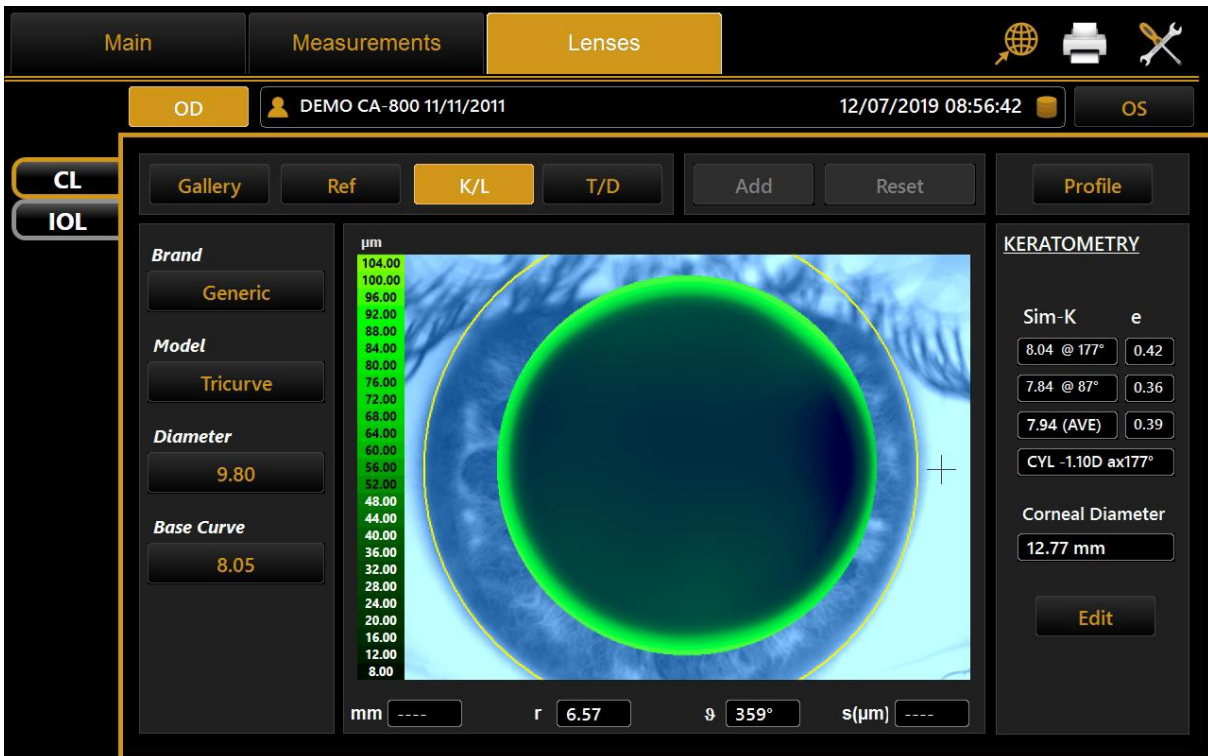 Main Measurements Lenses
OD DEMO CA-800 11/11/2011 12/07/2019 08:56:42 OS
CL
IOL
Gallery Ref K/L T/D Add Reset Profile
Brand
Generic
Model
Tricurve
Diameter
9.80
Base Curve
8.05
µm
104.00
100.00
96.00
92.00
88.00
84.00
80.00
76.00
72.00
68.00
64.00
60.00
56.00
52.00
48.00
44.00
40.00
36.00
32.00
28.00
24.00
20.00
16.00
12.00
8.00
mm ---- r 6.57 ϑ 359° s(µm) ----
KERATOMETRY
Sim-K e
8.04 @ 177° 0.42
7.84 @ 87° 0.36
7.94 (AVE) 0.39
CYL -1.10D ax177°
Corneal Diameter
12.77 mm
Edit